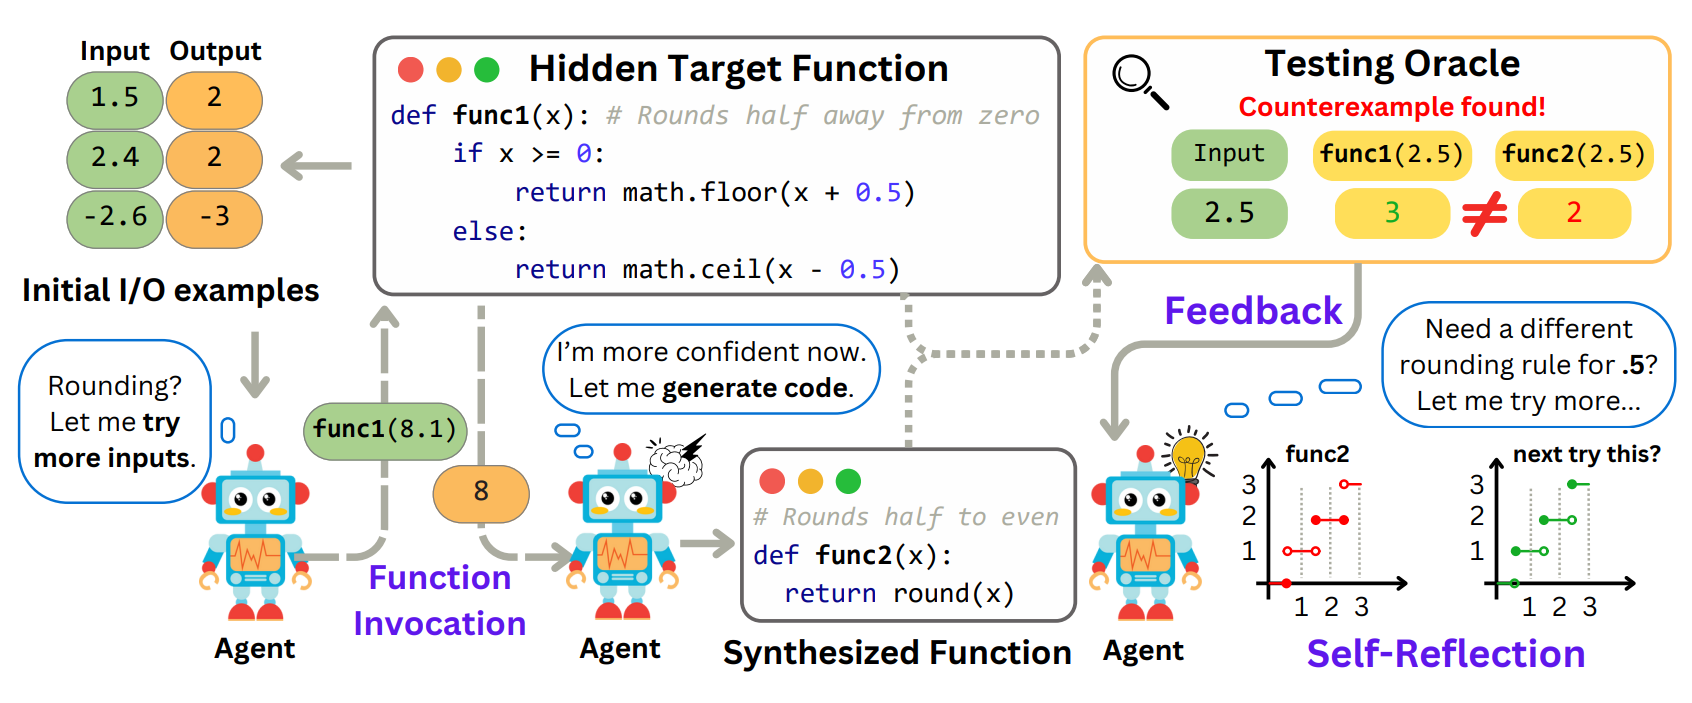 Input Output
1.5 2
2.4 2
-2.6 -3
Initial I/O examples
Rounding?
Let me try
more inputs.
Agent
Hidden Target Function
def func1(x): # Rounds half away from zero
if x >= 0:
return math.floor(x + 0.5)
else:
return math.ceil(x - 0.5)
func1(8.1)
8
Function
Invocation
I'm more confident now.
Let me generate code.
Agent
# Rounds half to even
def func2(x):
return round(x)
Synthesized Function
Testing Oracle
Counterexample found!
Input func1(2.5) func2(2.5)
2.5 3 ≠ 2
Feedback
Need a different
rounding rule for .5?
Let me try more...
Agent
func2
3
2
1
1 2 3
next try this?
3
2
1
1 2 3
Self-Reflection